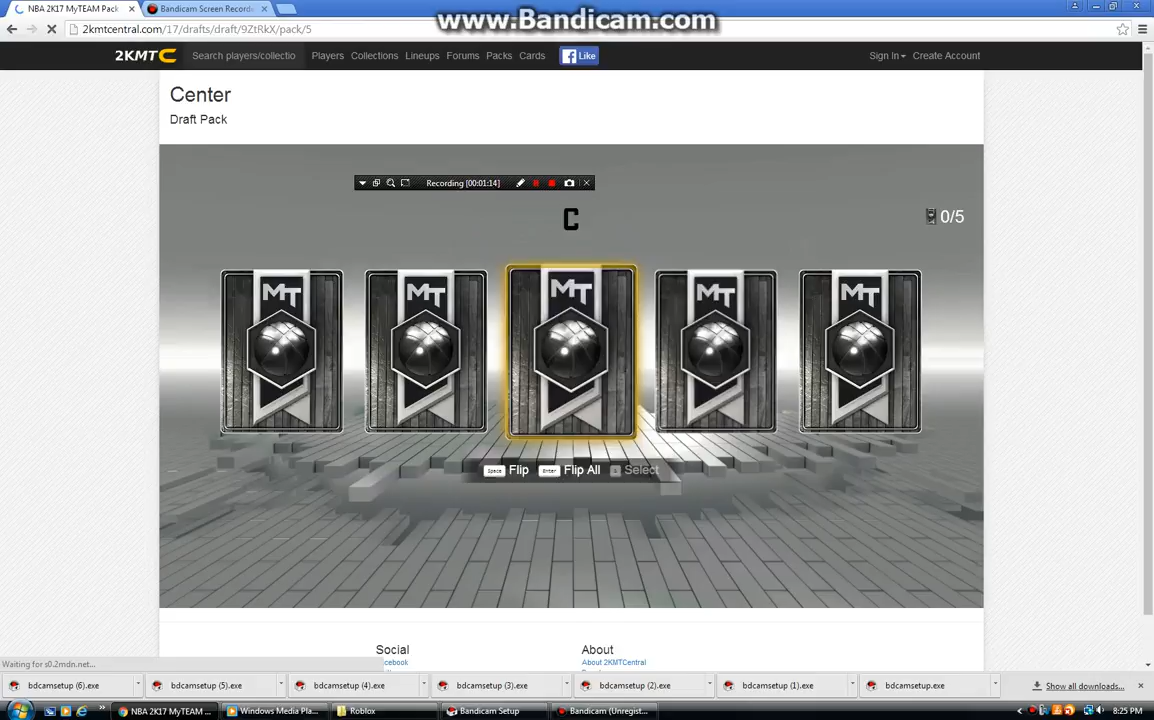 NBA 2K17 MyTEAM Pack
Bandicam Screen Record
www.Bandicam.com
2kmtcentral.com/17/drafts/draft/9ZtRkX/pack/5
2KMTC
Search players/collectio
Players
Collections
Lineups
Forums
Packs
Cards
Like
Sign In
Create Account
Center
Draft Pack
Recording [00:01:14]
C
0/5
MT
MT
MT
MT
MT
Space Flip
Enter Flip All
Select
Social
About
cebook
About 2KMTCentral
Waiting for s0.2mdn.net...
bdcamsetup (6).exe
bdcamsetup (5).exe
bdcamsetup (4).exe
bdcamsetup (3).exe
bdcamsetup (2).exe
bdcamsetup (1).exe
bdcamsetup.exe
Show all downloads...
NBA 2K17 MyTEAM ...
Windows Media Pla...
Roblox
Bandicam Setup
Bandicam (Unregist...
8:25 PM